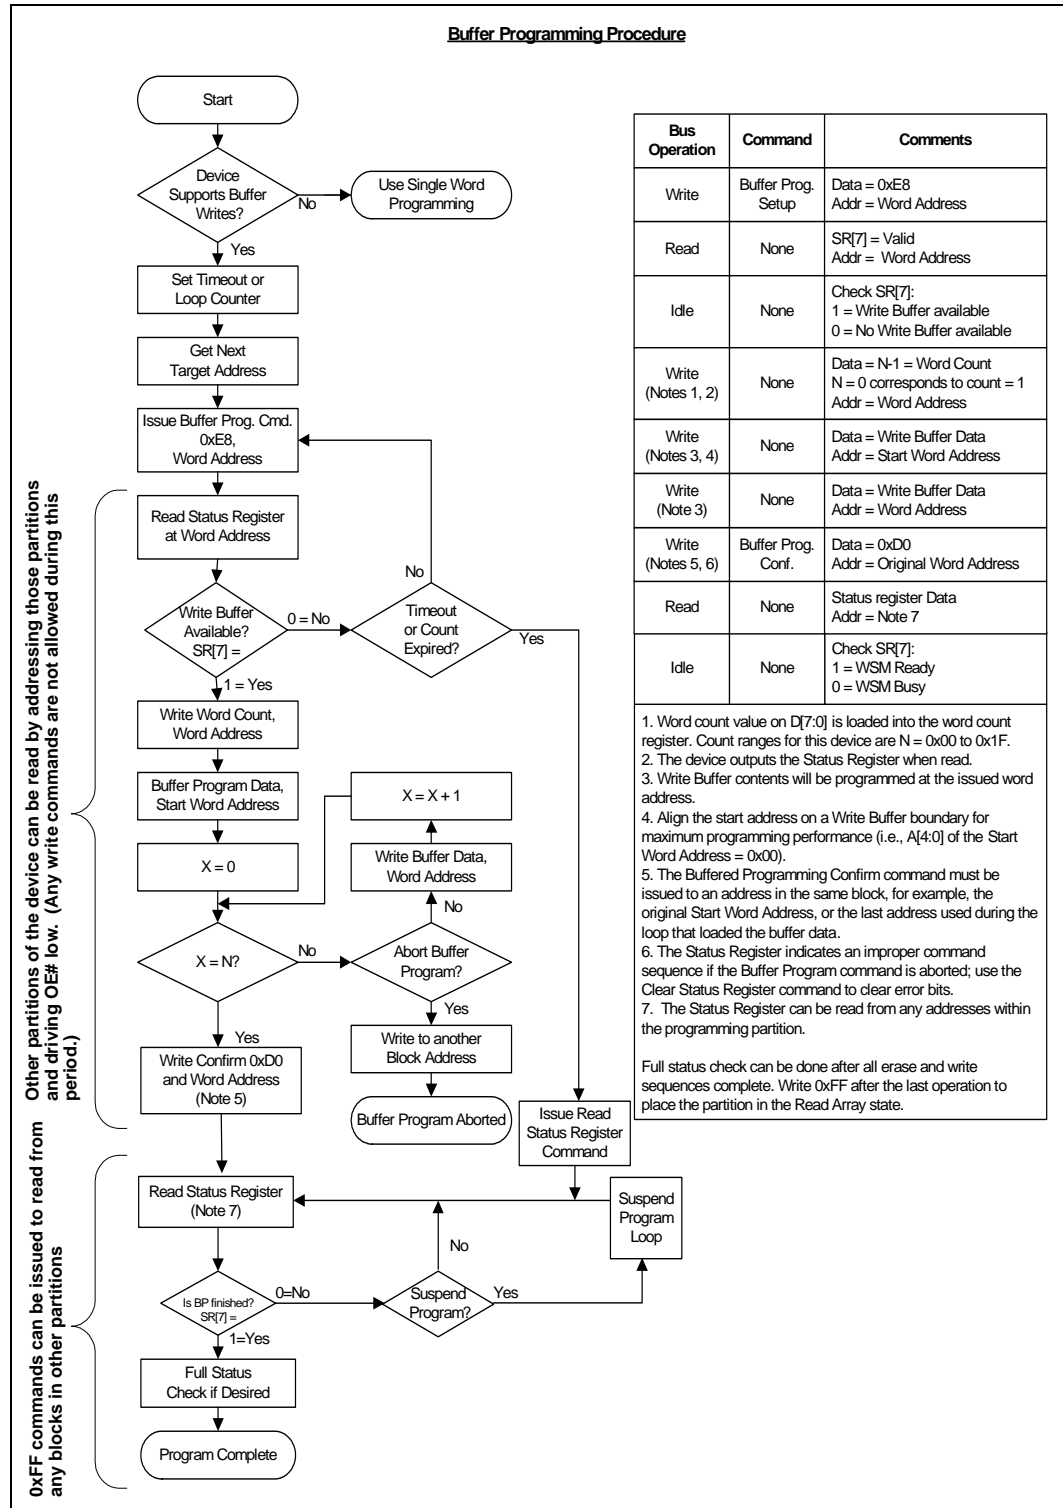 Buffer Programming Procedure
Start
Device
Supports Buffer
Writes?
No
Use Single Word
Programming
Yes
Set Timeout or
Loop Counter
Get Next
Target Address
Issue Buffer Prog. Cmd.
0xE8,
Word Address
Read Status Register
at Word Address
No
Write Buffer
Available?
SR[7] =
0 = No
Timeout
or Count
Expired?
Yes
1 = Yes
Write Word Count,
Word Address
Buffer Program Data,
Start Word Address
X = X + 1
X = 0
Write Buffer Data,
Word Address
No
X = N?
No
Abort Buffer
Program?
Yes
Yes
Write Confirm 0xD0
and Word Address
(Note 5)
Write to another
Block Address
Buffer Program Aborted
Issue Read
Status Register
Command
Read Status Register
(Note 7)
Suspend
Program
Loop
No
Is BP finished?
SR[7] =
0=No
Suspend
Program?
Yes
1=Yes
Full Status
Check if Desired
Program Complete
Other partitions of the device can be read by addressing those partitions
and driving OE# low. (Any write commands are not allowed during this
period.)
0xFF commands can be issued to read from
any blocks in other partitions
Bus
Operation
Command
Comments
Write
Buffer Prog.
Setup
Data = 0xE8
Addr = Word Address
Read
None
SR[7] = Valid
Addr = Word Address
Idle
None
Check SR[7]:
1 = Write Buffer available
0 = No Write Buffer available
Write
(Notes 1, 2)
None
Data = N-1 = Word Count
N = 0 corresponds to count = 1
Addr = Word Address
Write
(Notes 3, 4)
None
Data = Write Buffer Data
Addr = Start Word Address
Write
(Note 3)
None
Data = Write Buffer Data
Addr = Word Address
Write
(Notes 5, 6)
Buffer Prog.
Conf.
Data = 0xD0
Addr = Original Word Address
Read
None
Status register Data
Addr = Note 7
Idle
None
Check SR[7]:
1 = WSM Ready
0 = WSM Busy
1. Word count value on D[7:0] is loaded into the word count
register. Count ranges for this device are N = 0x00 to 0x1F.
2. The device outputs the Status Register when read.
3. Write Buffer contents will be programmed at the issued word
address.
4. Align the start address on a Write Buffer boundary for
maximum programming performance (i.e., A[4:0] of the Start
Word Address = 0x00).
5. The Buffered Programming Confirm command must be
issued to an address in the same block, for example, the
original Start Word Address, or the last address used during the
loop that loaded the buffer data.
6. The Status Register indicates an improper command
sequence if the Buffer Program command is aborted; use the
Clear Status Register command to clear error bits.
7. The Status Register can be read from any addresses within
the programming partition.
Full status check can be done after all erase and write
sequences complete. Write 0xFF after the last operation to
place the partition in the Read Array state.